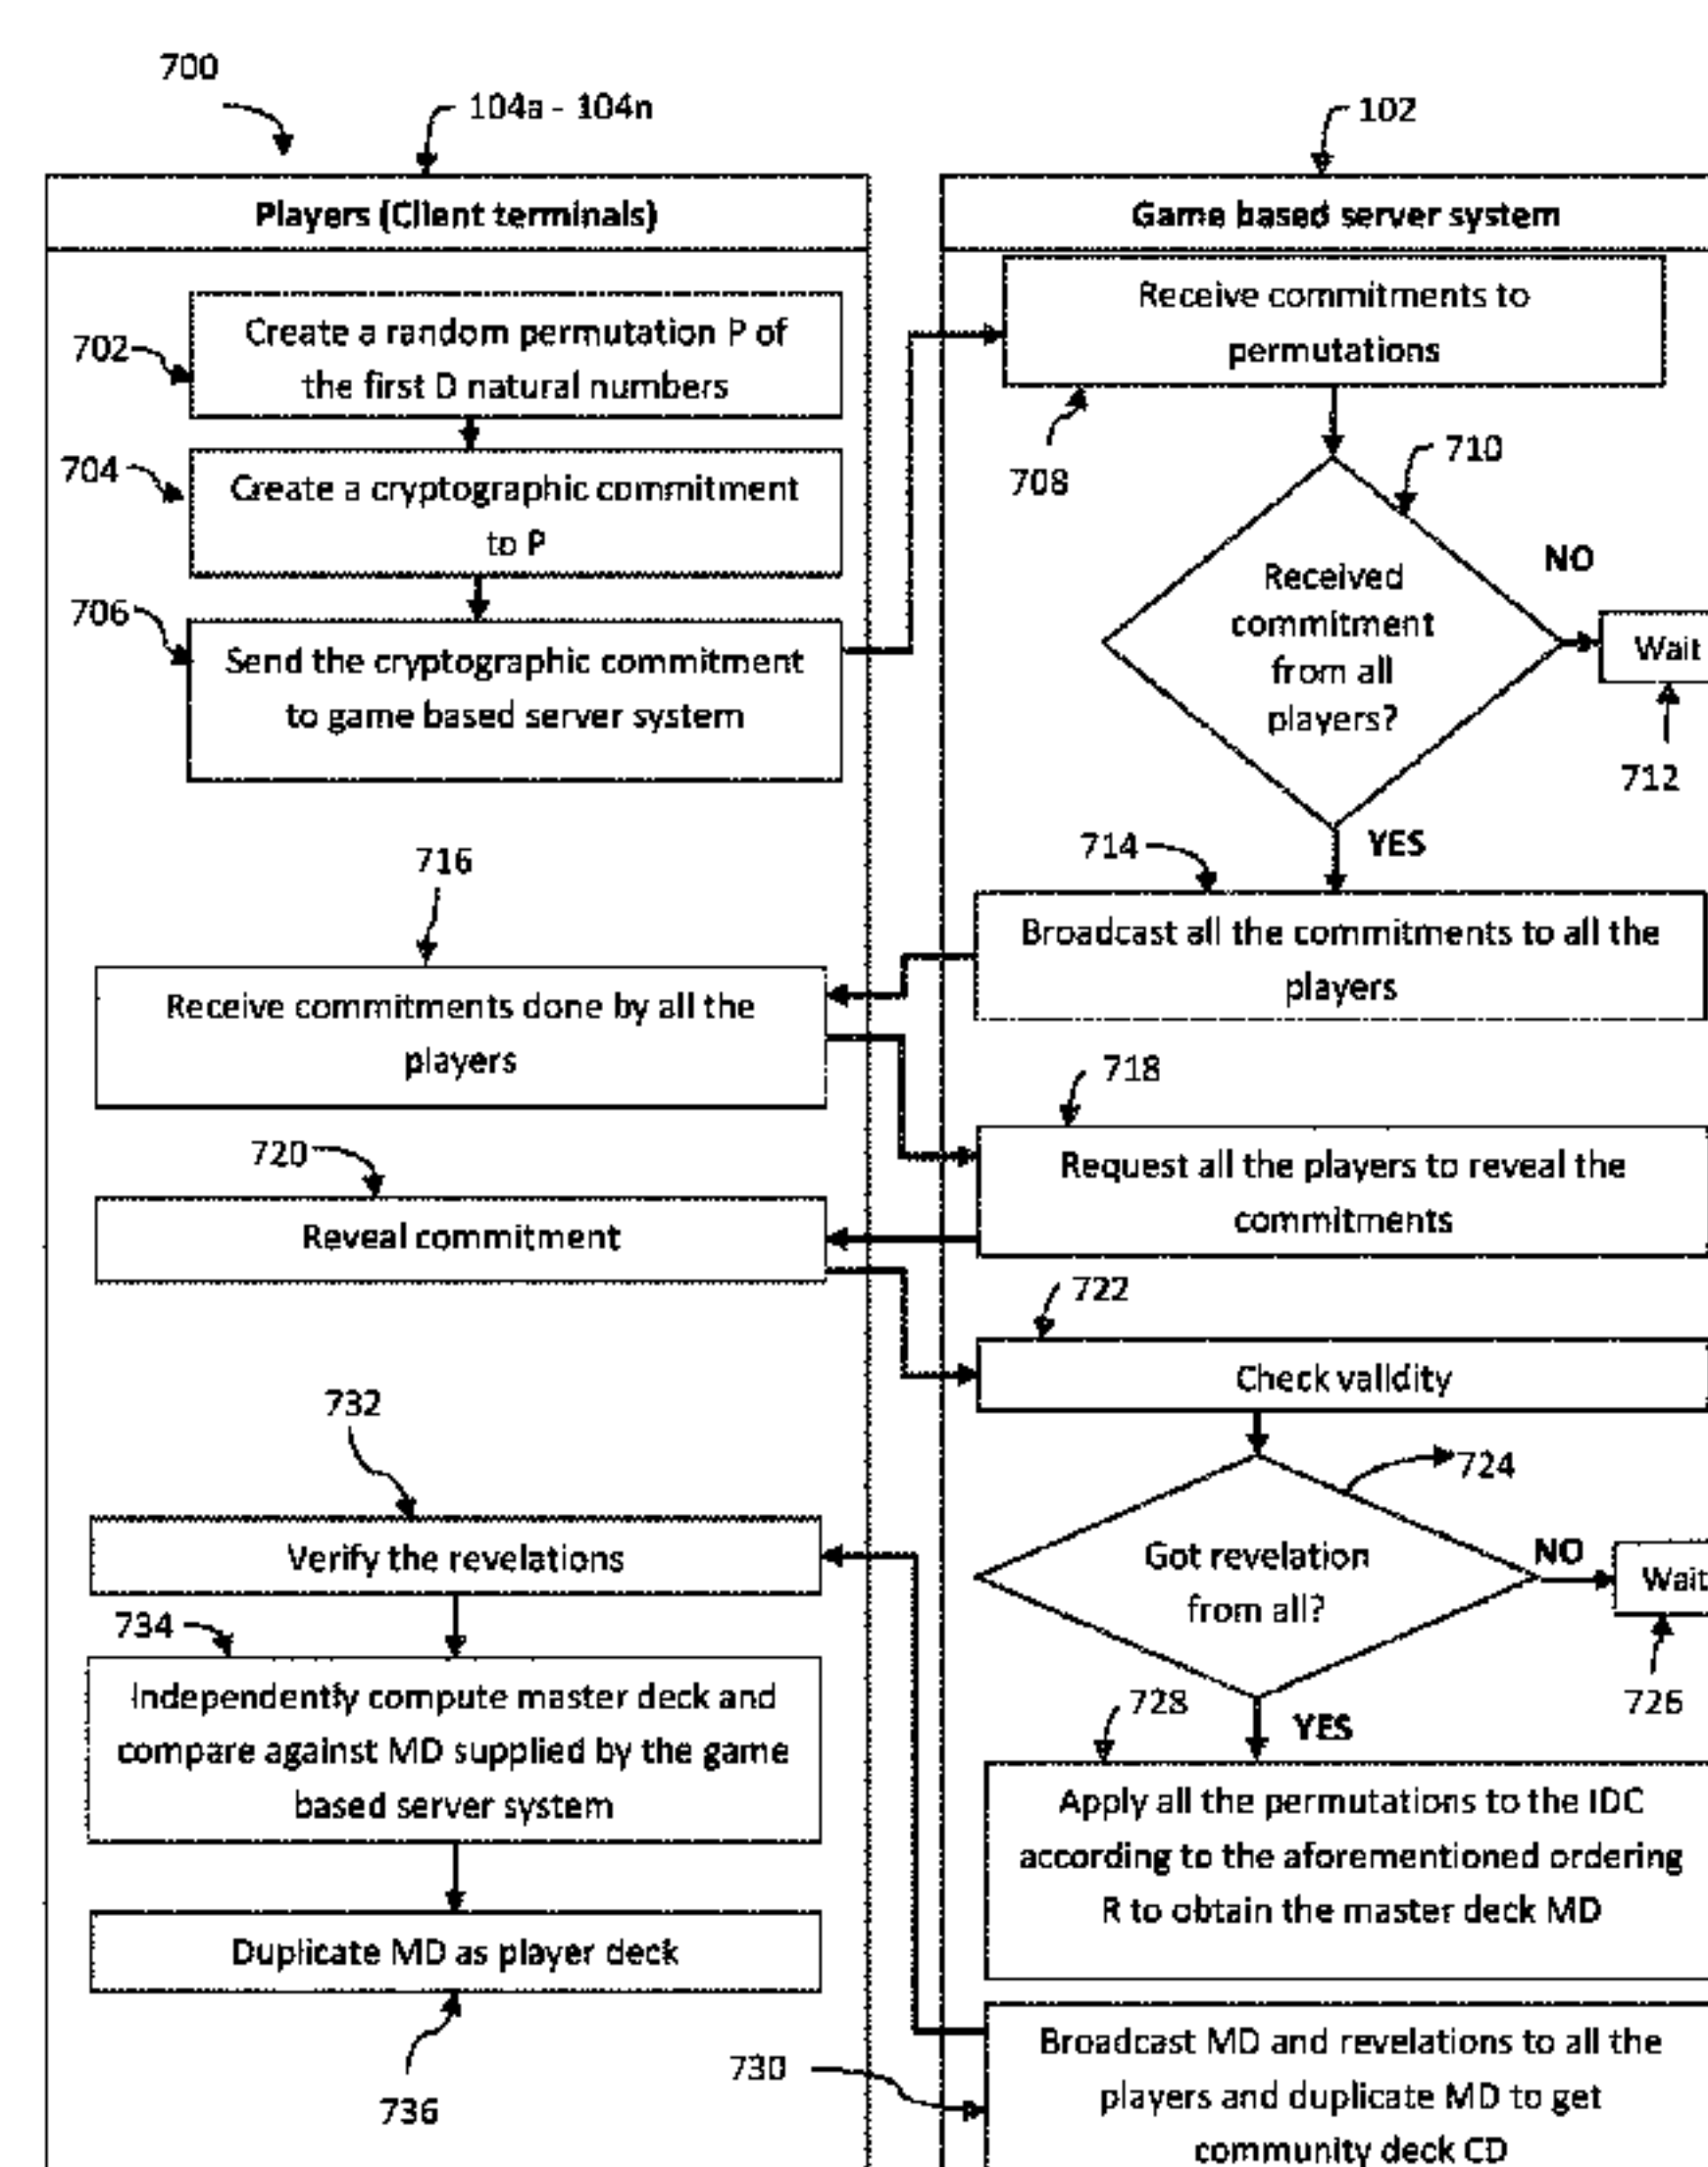 700
104a - 104n
102
Players (Client terminals)
Game based server system
702
Create a random permutation P of
the first D natural numbers
704
Create a cryptographic commitment
to P
706
Send the cryptographic commitment
to game based server system
Receive commitments to
permutations
708
710
Received
commitment
from all
players?
NO
Wait
712
YES
714
Broadcast all the commitments to all the
players
716
Receive commitments done by all the
players
718
Request all the players to reveal the
commitments
720
Reveal commitment
722
Check validity
724
Got revelation
from all?
NO
Wait
726
YES
728
Apply all the permutations to the IDC
according to the aforementioned ordering
R to obtain the master deck MD
730
Broadcast MD and revelations to all the
players and duplicate MD to get
community deck CD
732
Verify the revelations
734
Independently compute master deck and
compare against MD supplied by the game
based server system
Duplicate MD as player deck
736